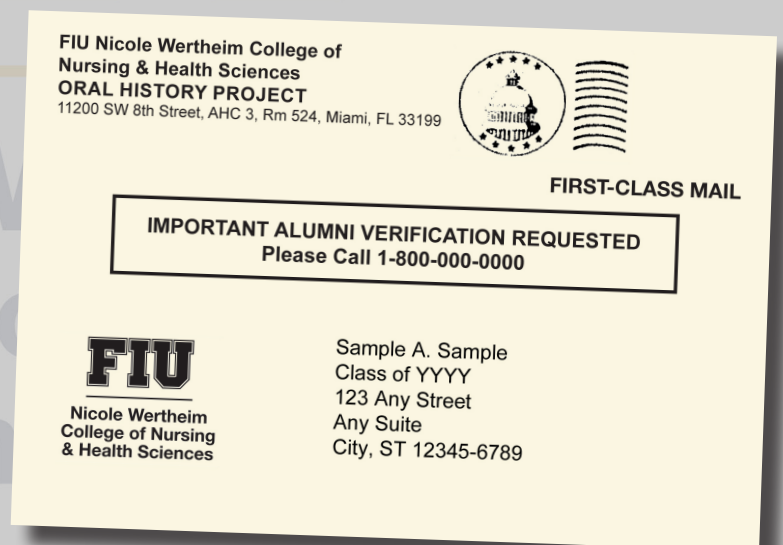 FIU Nicole Wertheim College of
Nursing & Health Sciences
ORAL HISTORY PROJECT
11200 SW 8th Street, AHC 3, Rm 524, Miami, FL 33199
FIRST-CLASS MAIL
IMPORTANT ALUMNI VERIFICATION REQUESTED
Please Call 1-800-000-0000
FIU
Nicole Wertheim
College of Nursing
& Health Sciences
Sample A. Sample
Class of YYYY
123 Any Street
Any Suite
City, ST 12345-6789